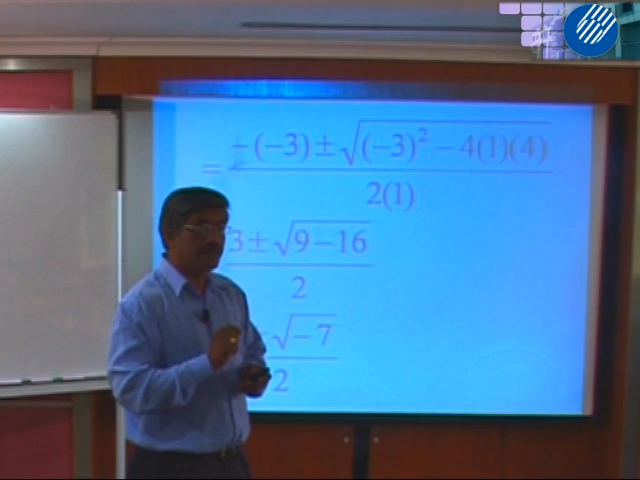 = -(-3) ± √((-3)² - 4(1)(4)) / 2(1)
3 ± √(9 - 16) / 2
√(-7) / 2